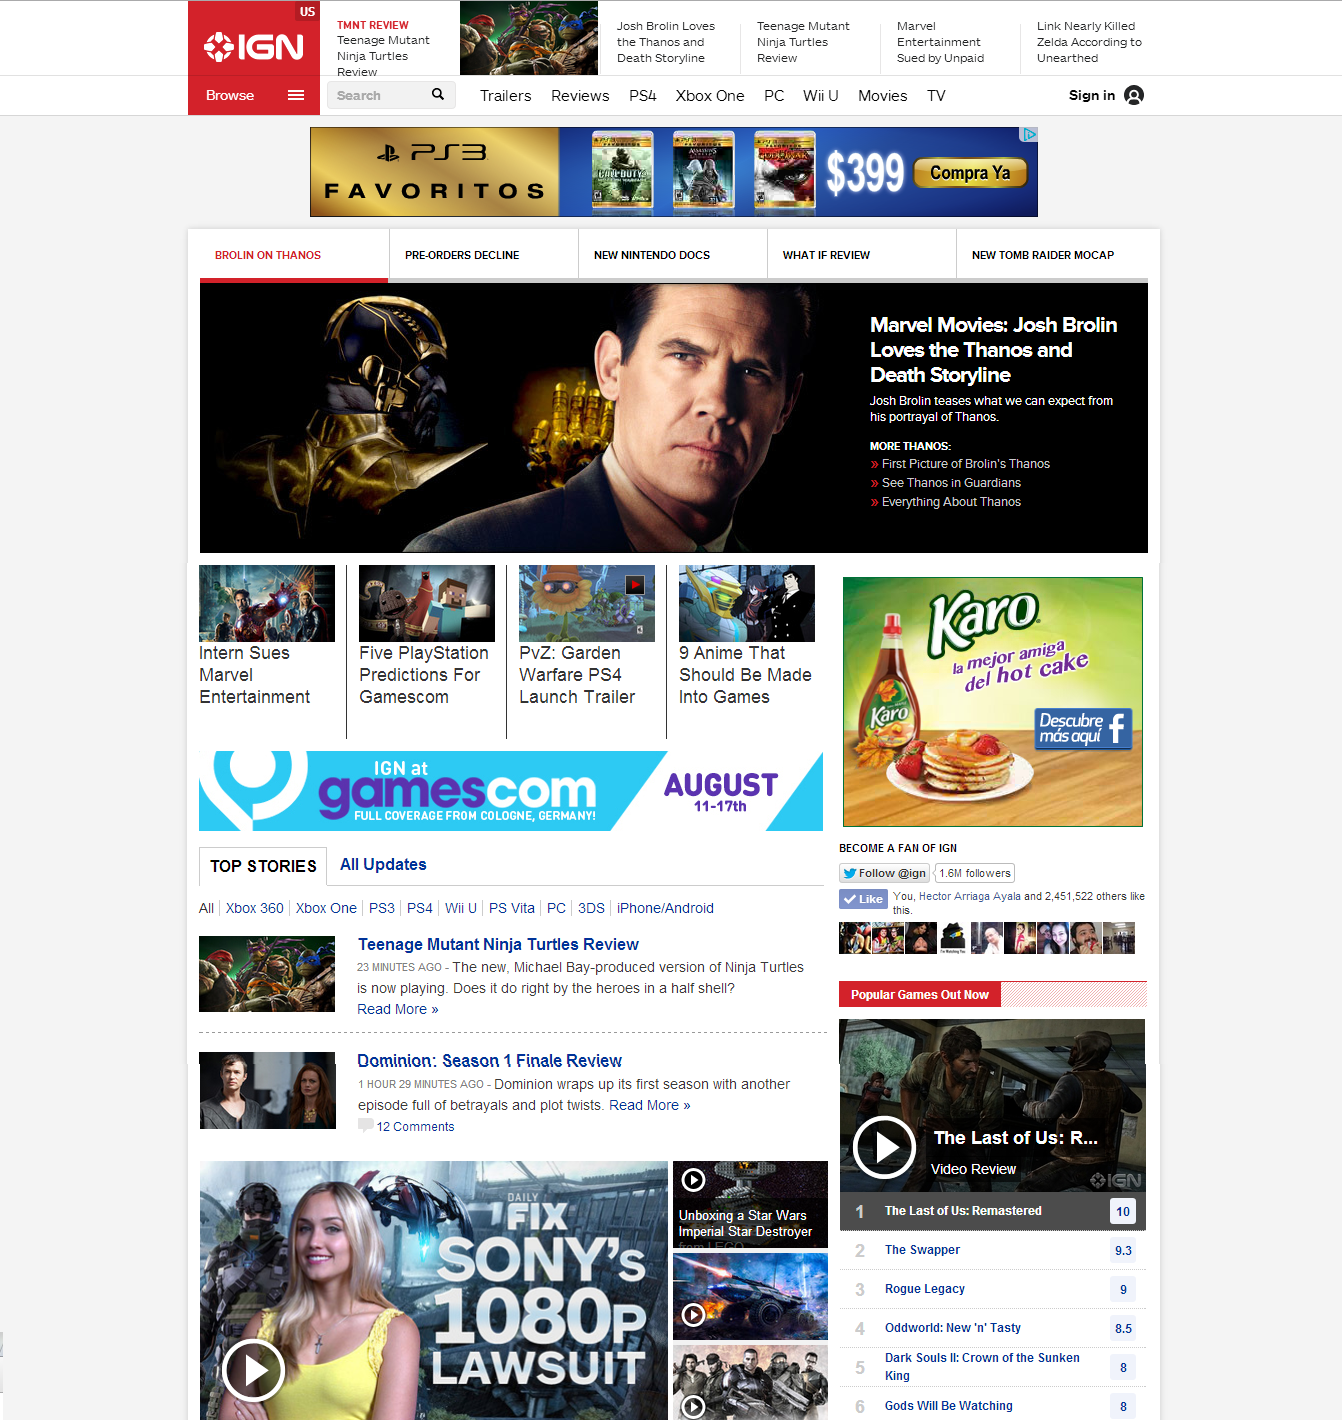 US
IGN
TMNT REVIEW
Teenage Mutant
Ninja Turtles
Review
Josh Brolin Loves
the Thanos and
Death Storyline
Teenage Mutant
Ninja Turtles
Review
Marvel
Entertainment
Sued by Unpaid
Link Nearly Killed
Zelda According to
Unearthed
Browse
Search
Trailers Reviews PS4 Xbox One PC Wii U Movies TV
Sign in
PS3
FAVORITOS
$399
Compra Ya
BROLIN ON THANOS
PRE-ORDERS DECLINE
NEW NINTENDO DOCS
WHAT IF REVIEW
NEW TOMB RAIDER MOCAP
Marvel Movies: Josh Brolin
Loves the Thanos and
Death Storyline
Josh Brolin teases what we can expect from
his portrayal of Thanos.
MORE THANOS:
» First Picture of Brolin's Thanos
» See Thanos in Guardians
» Everything About Thanos
Intern Sues
Marvel
Entertainment
Five PlayStation
Predictions For
Gamescom
PvZ: Garden
Warfare PS4
Launch Trailer
9 Anime That
Should Be Made
Into Games
Karo
la mejor amiga
del hot cake
Karo
Descubre
más aquí
IGN at
gamescom
FULL COVERAGE FROM COLOGNE, GERMANY!
AUGUST
11-17th
TOP STORIES
All Updates
All Xbox 360 Xbox One PS3 PS4 Wii U PS Vita PC 3DS iPhone/Android
Teenage Mutant Ninja Turtles Review
23 MINUTES AGO - The new, Michael Bay-produced version of Ninja Turtles
is now playing. Does it do right by the heroes in a half shell?
Read More »
Dominion: Season 1 Finale Review
1 HOUR 29 MINUTES AGO - Dominion wraps up its first season with another
episode full of betrayals and plot twists. Read More »
12 Comments
DAILY
FIX
SONY's
1080p
LAWSUIT
Unboxing a Star Wars
Imperial Star Destroyer
from LEGO
BECOME A FAN OF IGN
Follow @ign
1.6M followers
Like
You, Hector Arriaga Ayala and 2,451,522 others like
this.
Popular Games Out Now
The Last of Us: R...
Video Review
IGN
1 The Last of Us: Remastered 10
2 The Swapper 9.3
3 Rogue Legacy 9
4 Oddworld: New 'n' Tasty 8.5
5 Dark Souls II: Crown of the Sunken
King 8
6 Gods Will Be Watching 8